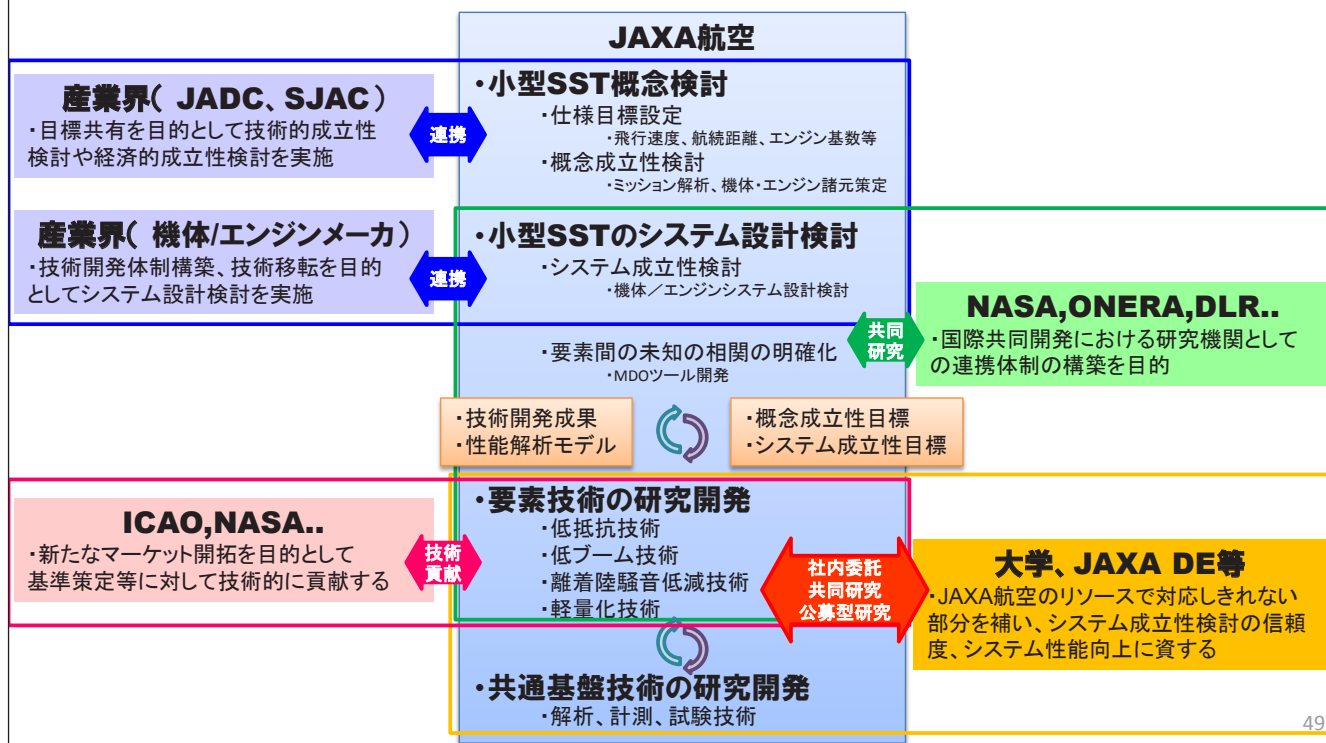 JAXA航空
産業界( JADC、SJAC)
・目標共有を目的として技術的成立性
検討や経済的成立性検討を実施
連携
・小型SST概念検討
・仕様目標設定
・飛行速度、航続距離、エンジン基数等
・概念成立性検討
・ミッション解析、機体・エンジン諸元策定
産業界( 機体/エンジンメーカ)
・技術開発体制構築、技術移転を目的
としてシステム設計検討を実施
連携
・小型SSTのシステム設計検討
・システム成立性検討
・機体/エンジンシステム設計検討
・要素間の未知の相関の明確化
・MDOツール開発
共同
研究
NASA,ONERA,DLR..
・国際共同開発における研究機関として
の連携体制の構築を目的
・技術開発成果
・性能解析モデル
・概念成立性目標
・システム成立性目標
ICAO,NASA..
・新たなマーケット開拓を目的として
基準策定等に対して技術的に貢献する
技術
貢献
・要素技術の研究開発
・低抵抗技術
・低ブーム技術
・離着陸騒音低減技術
・軽量化技術
社内委託
共同研究
公募型研究
大学、JAXA DE等
・JAXA航空のリソースで対応しきれない
部分を補い、システム成立性検討の信頼
度、システム性能向上に資する
・共通基盤技術の研究開発
・解析、計測、試験技術
49